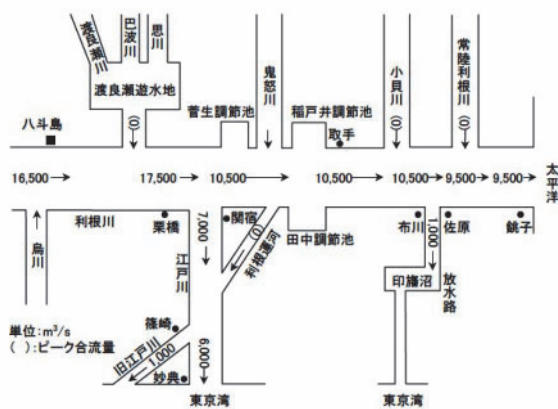 渡良瀬川
巴波川
思川
渡良瀬遊水地
(0)
鬼怒川
小貝川
(0)
常陸利根川
(0)
菅生調節池
稲戸井調節池
取手
八斗島
16,500
17,500
10,500
10,500
10,500
9,500
9,500
太平洋
烏川
利根川
栗橋
7,000
関宿
(0)
利根運河
田中調節池
布川
1,000
佐原
銚子
江戸川
印旛沼
放水路
単位:m³/s
( ):ピーク合流量
篠崎
旧江戸川
1,000
妙典
6,000
東京湾
東京湾